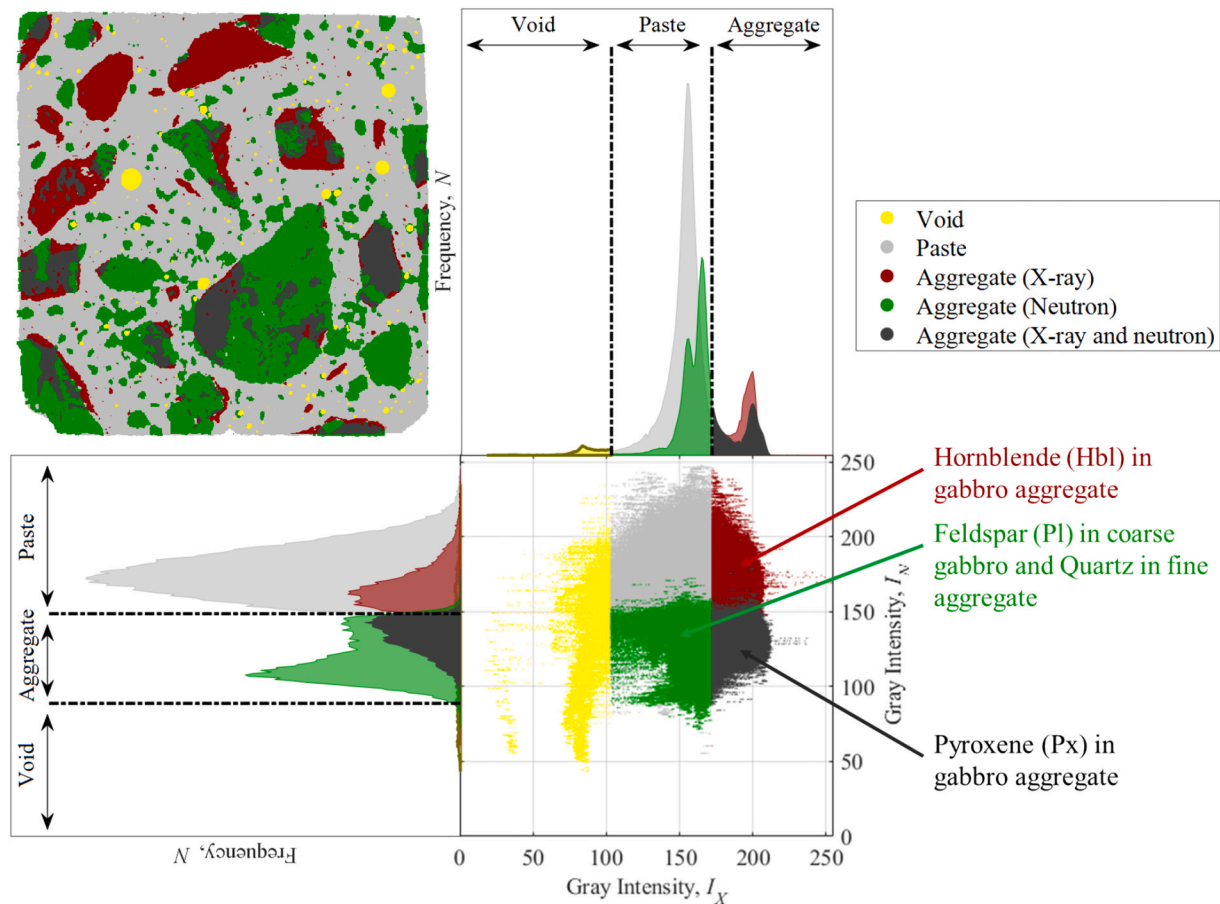 Void
Paste
Aggregate
Frequency, N
Void
Paste
Aggregate (X-ray)
Aggregate (Neutron)
Aggregate (X-ray and neutron)
Paste
Aggregate
Void
Frequency, N
250
200
150
100
50
0
Gray Intensity, I_N
0
50
100
150
200
250
Gray Intensity, I_X
Hornblende (Hbl) in
gabbro aggregate
Feldspar (Pl) in coarse
gabbro and Quartz in fine
aggregate
Pyroxene (Px) in
gabbro aggregate